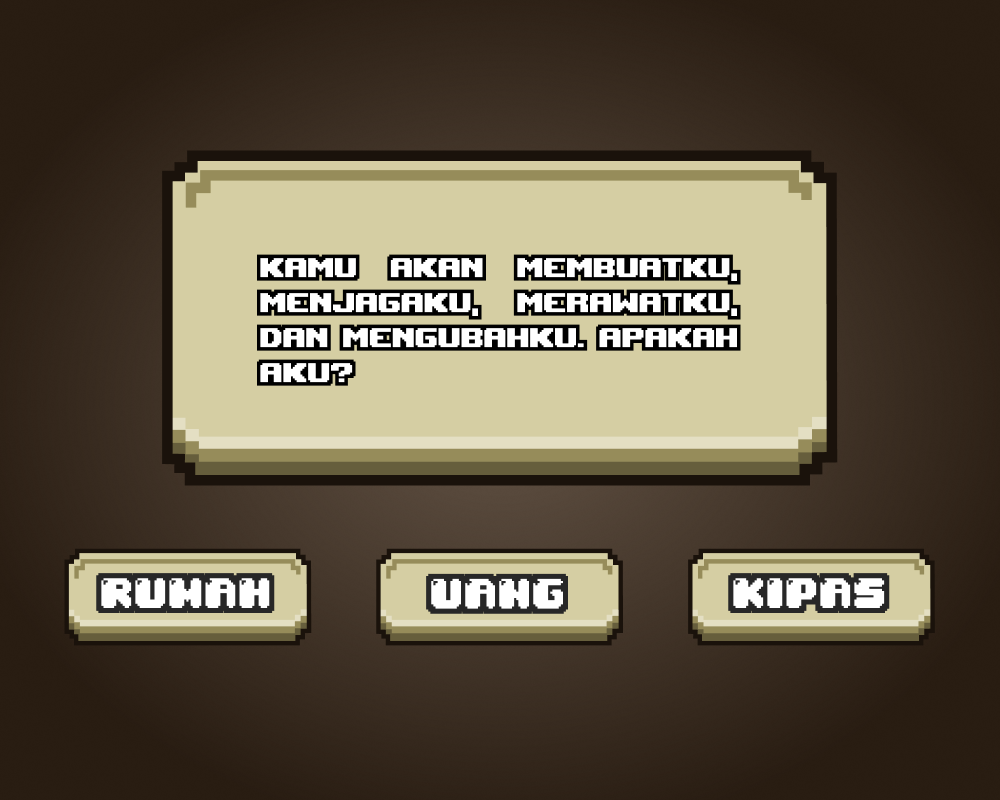 KAMU AKAN MEMBUATKU,
MENJAGAKU, MERAWATKU,
DAN MENGUBAHKU. APAKAH
AKU?
RUMAH
UANG
KIPAS